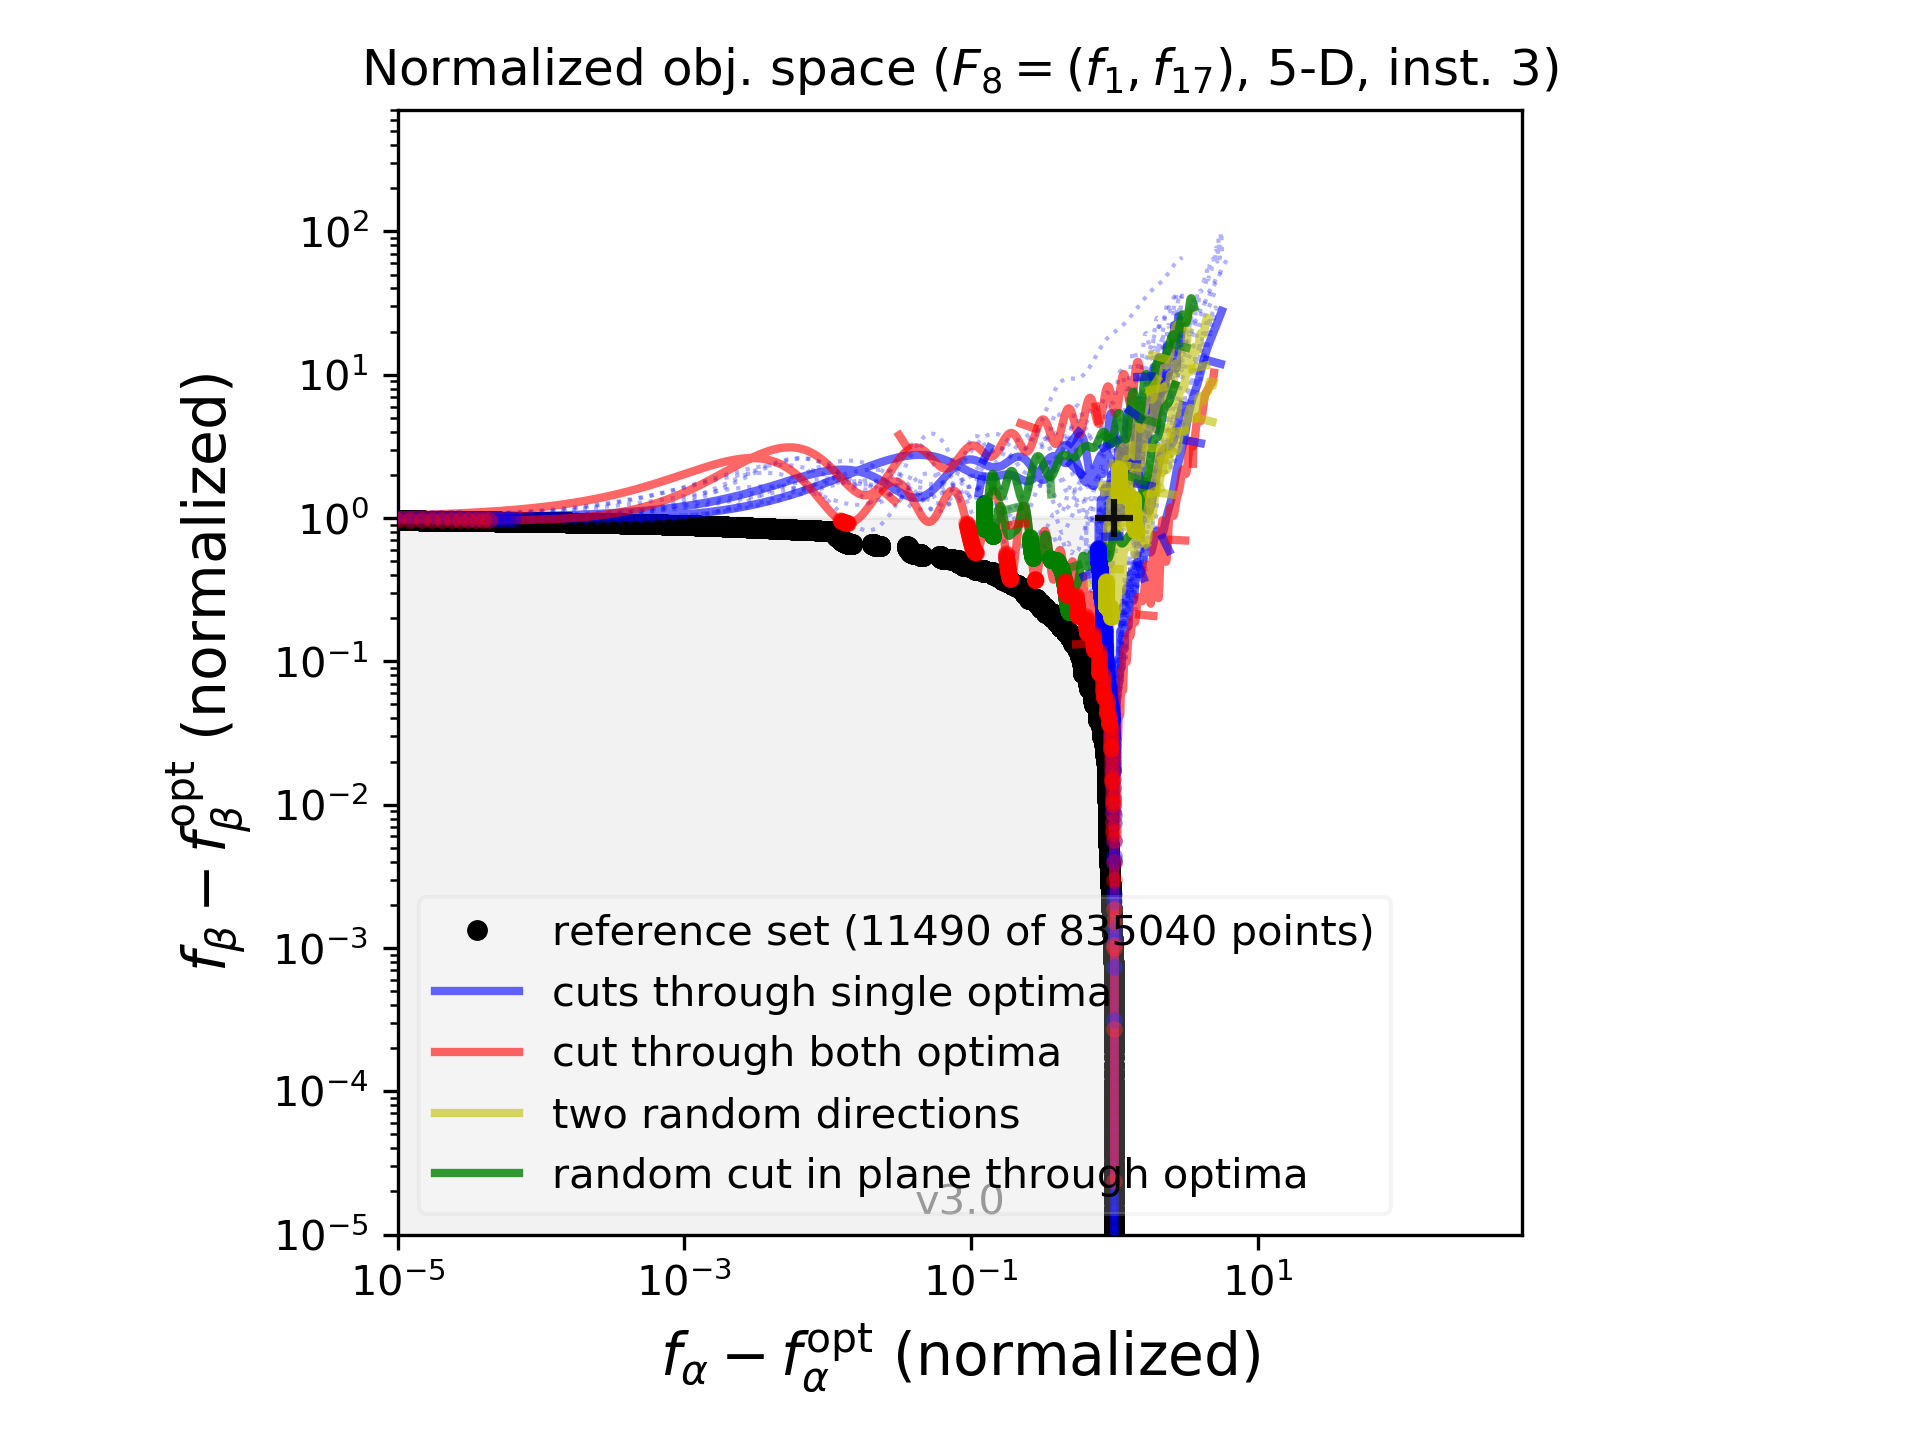 Normalized obj. space (F₈ = (f₁, f₁₇), 5-D, inst. 3)
10²
10¹
10⁰
10⁻¹
10⁻²
10⁻³
10⁻⁴
10⁻⁵
f_β − f_β^opt (normalized)
reference set (11490 of 835040 points)
cuts through single optima
cut through both optima
two random directions
random cut in plane through optima
v3.0
10⁻⁵ 10⁻³ 10⁻¹ 10¹
f_α − f_α^opt (normalized)